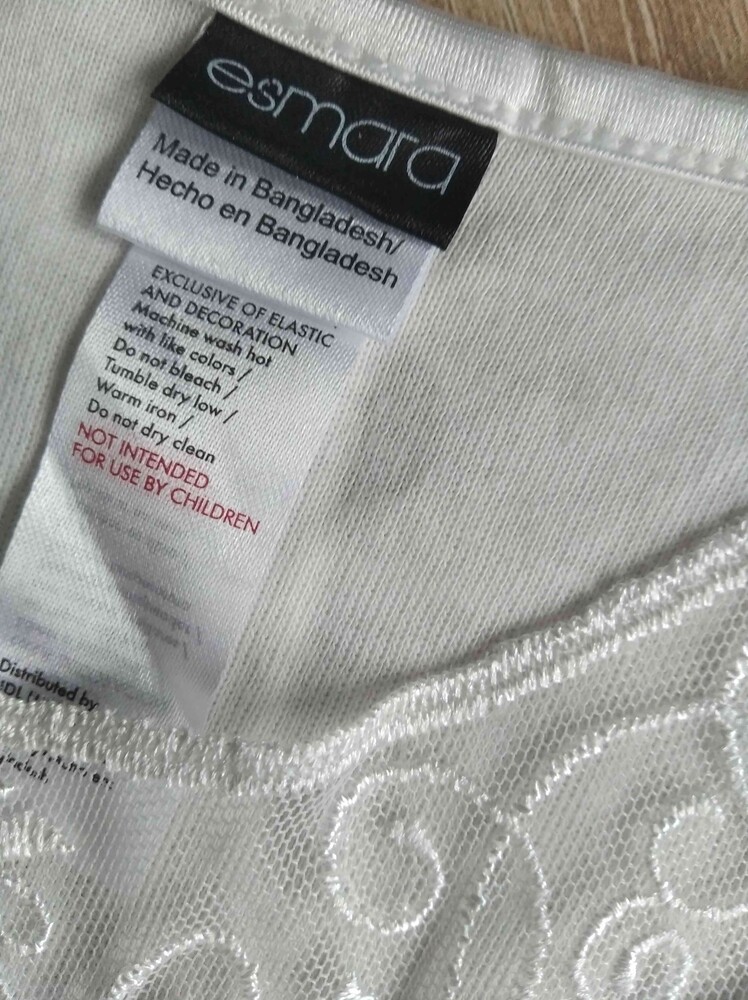 esmara
Made in Bangladesh/
Hecho en Bangladesh
EXCLUSIVE OF ELASTIC
AND DECORATION
Machine wash hot
with like colors /
Do not bleach /
Tumble dry low /
Warm iron /
Do not dry clean
NOT INTENDED
FOR USE BY CHILDREN
Distributed by